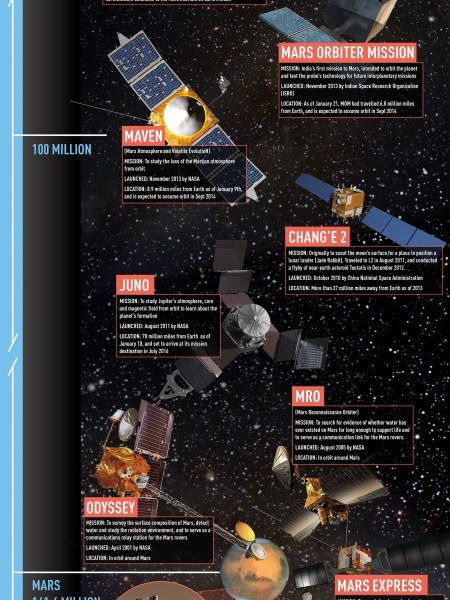 MARS ORBITER MISSION
MISSION: India's first mission to Mars, intended to orbit the planet
and test the probe's technology for future interplanetary missions
LAUNCHED: November 2013 by Indian Space Research Organization
(ISRO)
LOCATION: As of January 21, MOM had travelled 6.8 million miles
from Earth, and is expected to assume orbit in Sept 2014
100 MILLION
MAVEN
(Mars Atmosphere and Volatile EvolutioN)
MISSION: To study the loss of the Martian atmosphere
from orbit
LAUNCHED: November 2013 by NASA
LOCATION: 8.9 million miles from Earth as of January 9th,
and is expected to assume orbit in Sept 2014
CHANG'E 2
MISSION: Originally to scout the moon's surface for a place to position a
lunar lander (Jade Rabbit). Traveled to L2 in August 2011, and conducted
a flyby of near-earth asteroid Toutatis in December 2012.
LAUNCHED: October 2010 by China National Space Administration
LOCATION: More than 37 million miles away from Earth as of 2013
JUNO
MISSION: To study Jupiter's atmosphere, core
and magnetic field from orbit to learn about the
planet's formation
LAUNCHED: August 2011 by NASA
LOCATION: 78 million miles from Earth as of
January 10, and set to arrive at its mission
destination in July 2016
MRO
(Mars Reconnaissance Orbiter)
MISSION: To search for evidence of whether water has
ever existed on Mars for long enough to support life and
to serve as a communication link for the Mars rovers.
LAUNCHED: August 2005 by NASA
LOCATION: In orbit around Mars
ODYSSEY
MISSION: To survey the surface composition of Mars, detect
water and study the radiation environment, and to serve as a
communications relay station for the Mars rovers
LAUNCHED: April 2001 by NASA
LOCATION: In orbit around Mars
MARS EXPRESS
MARS